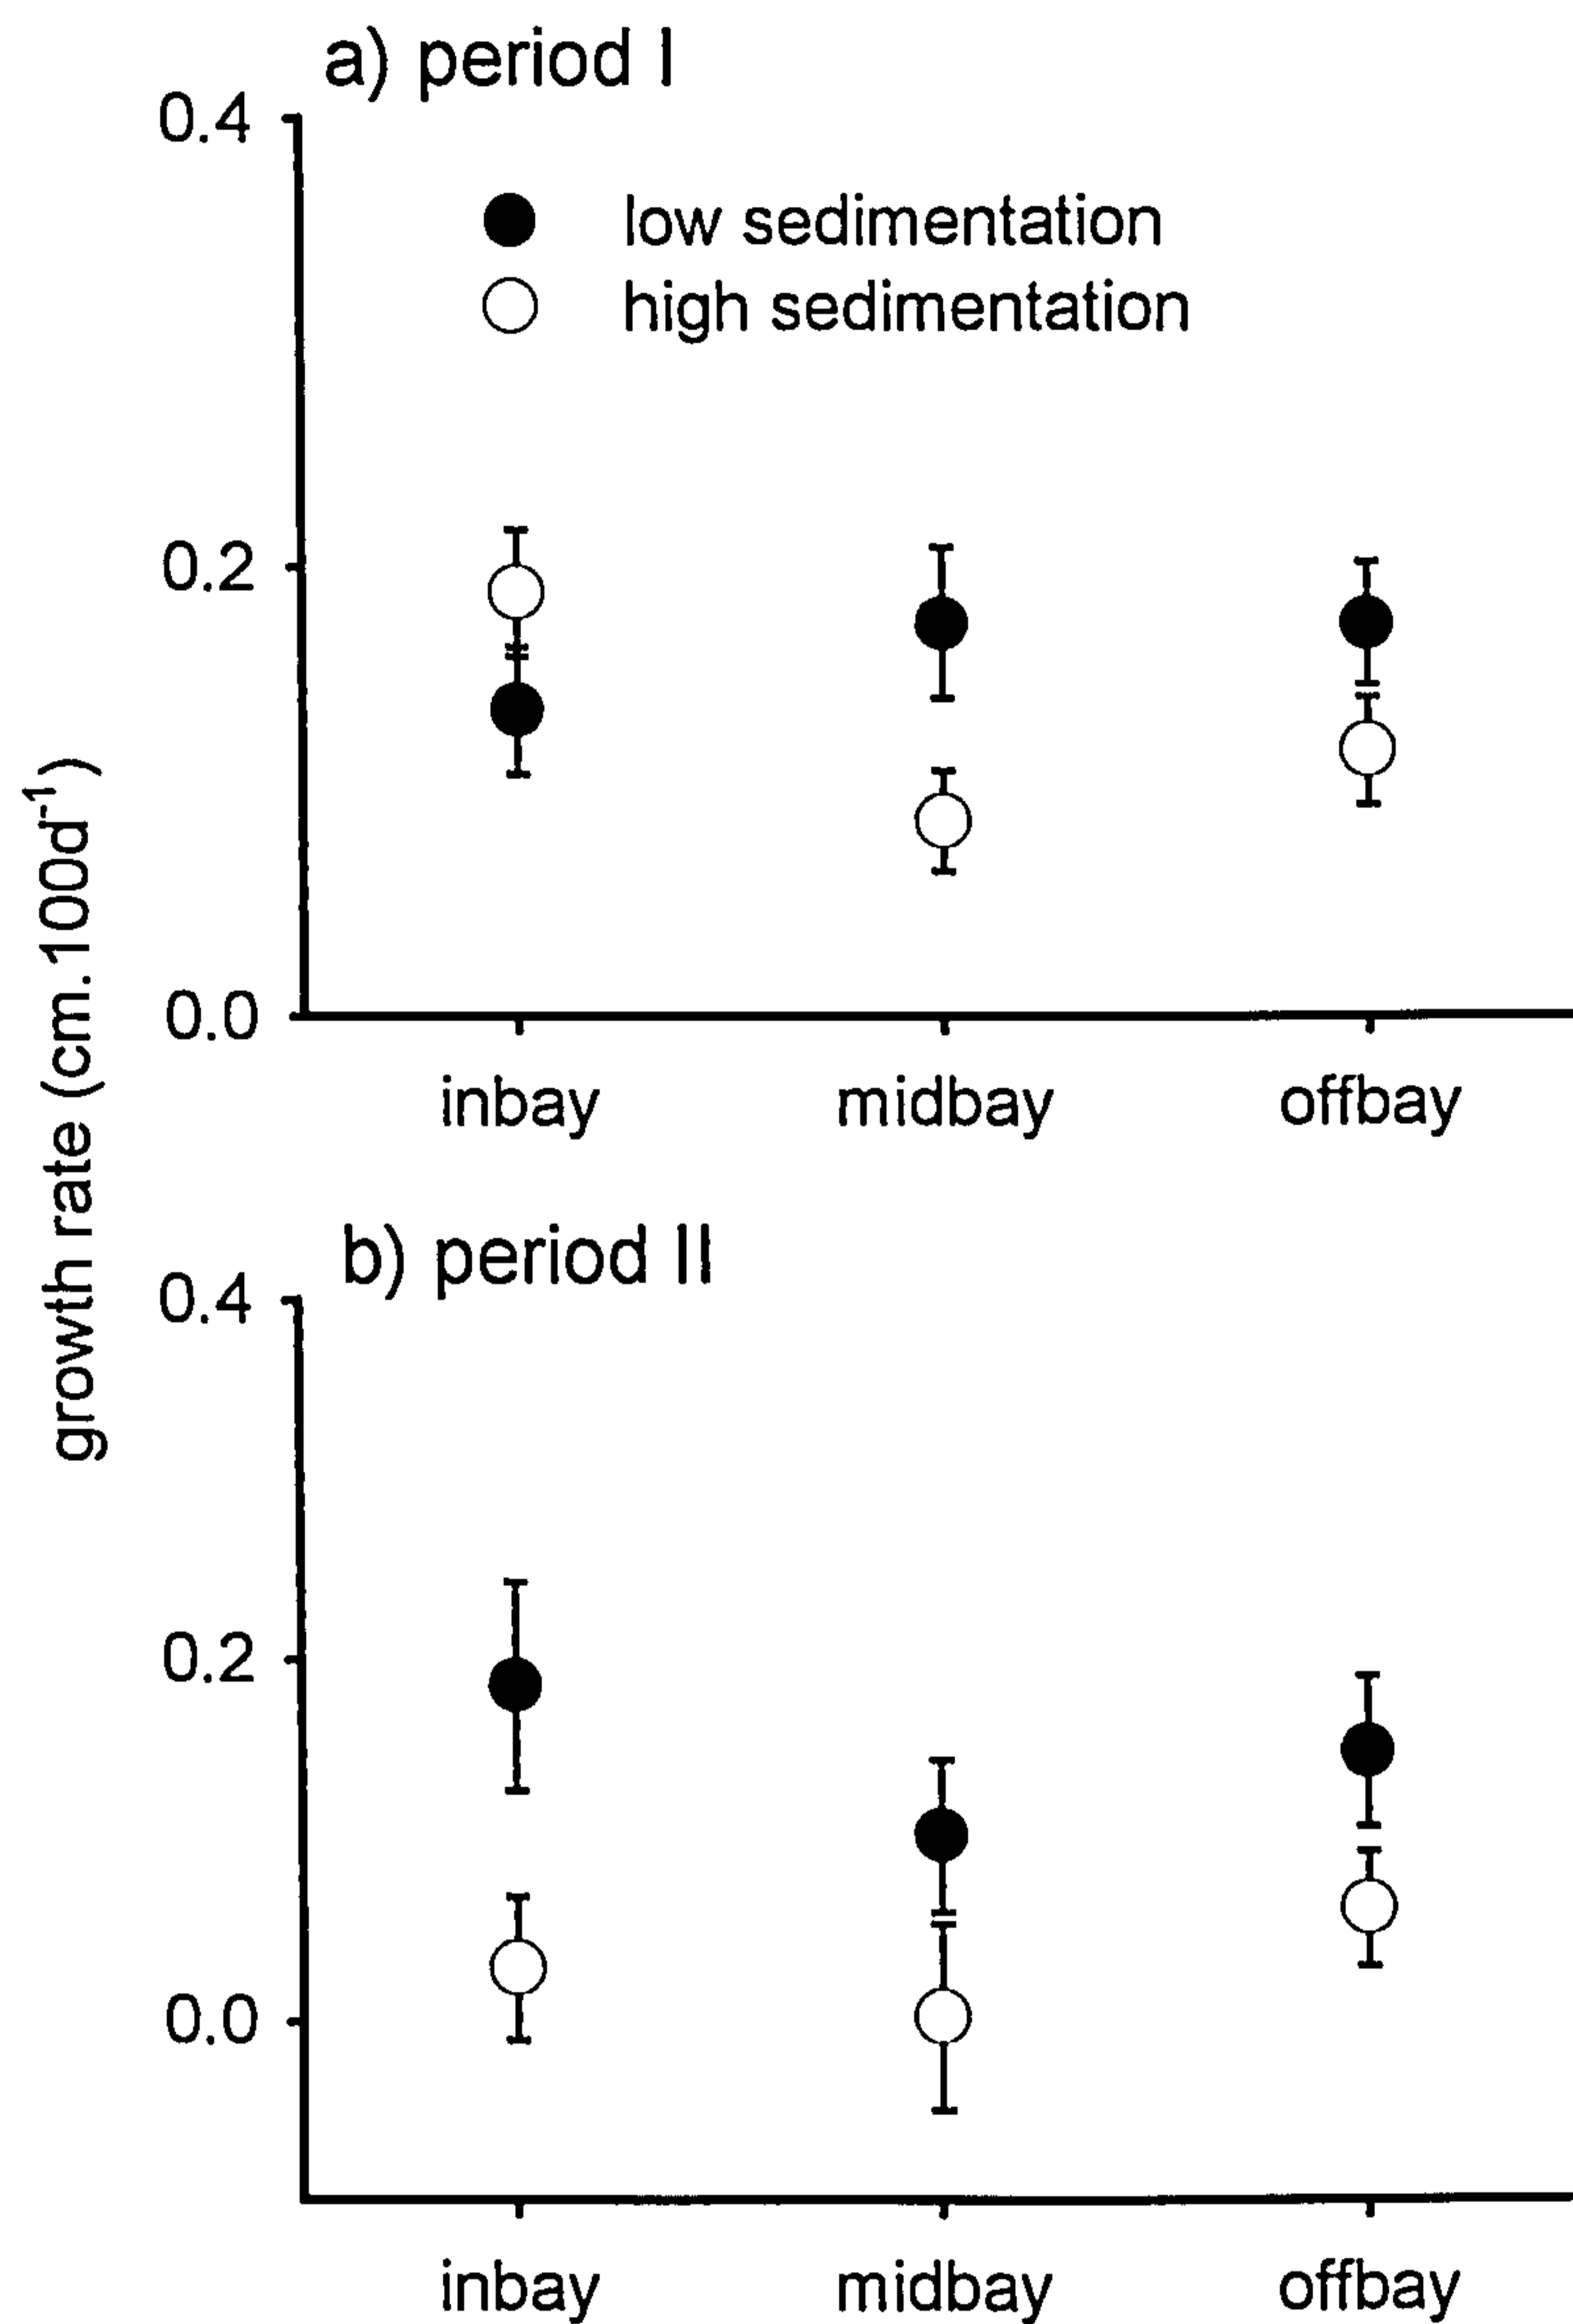 a) period I
0.4
low sedimentation
high sedimentation
0.2
0.0
inbay midbay offbay
growth rate (cm.100d⁻¹)
b) period II
0.4
0.2
0.0
inbay midbay offbay